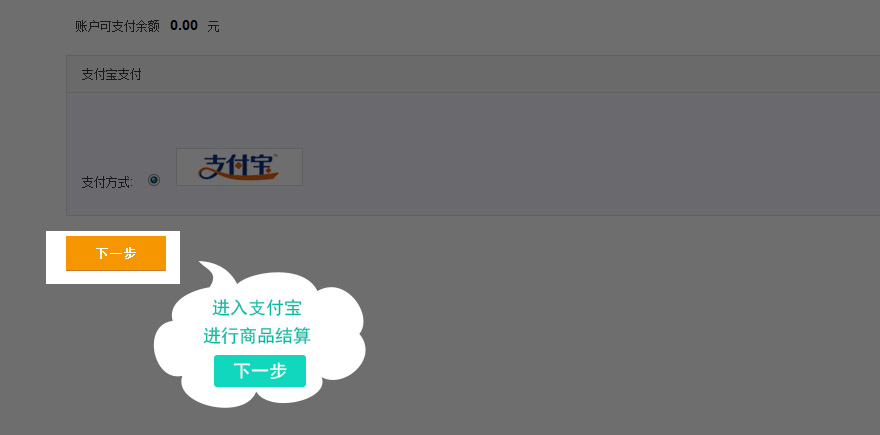 账户可支付余额 0.00 元
支付宝支付
支付方式: 支付宝
下一步
进入支付宝
进行商品结算
下一步